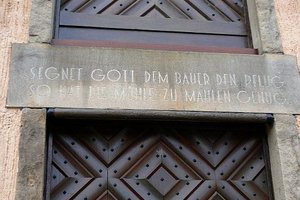 SEGNET GOTT DEM BAUER DEN PFLUG
SO HAT DIE MÜHLE ZU MAHLEN GENUG